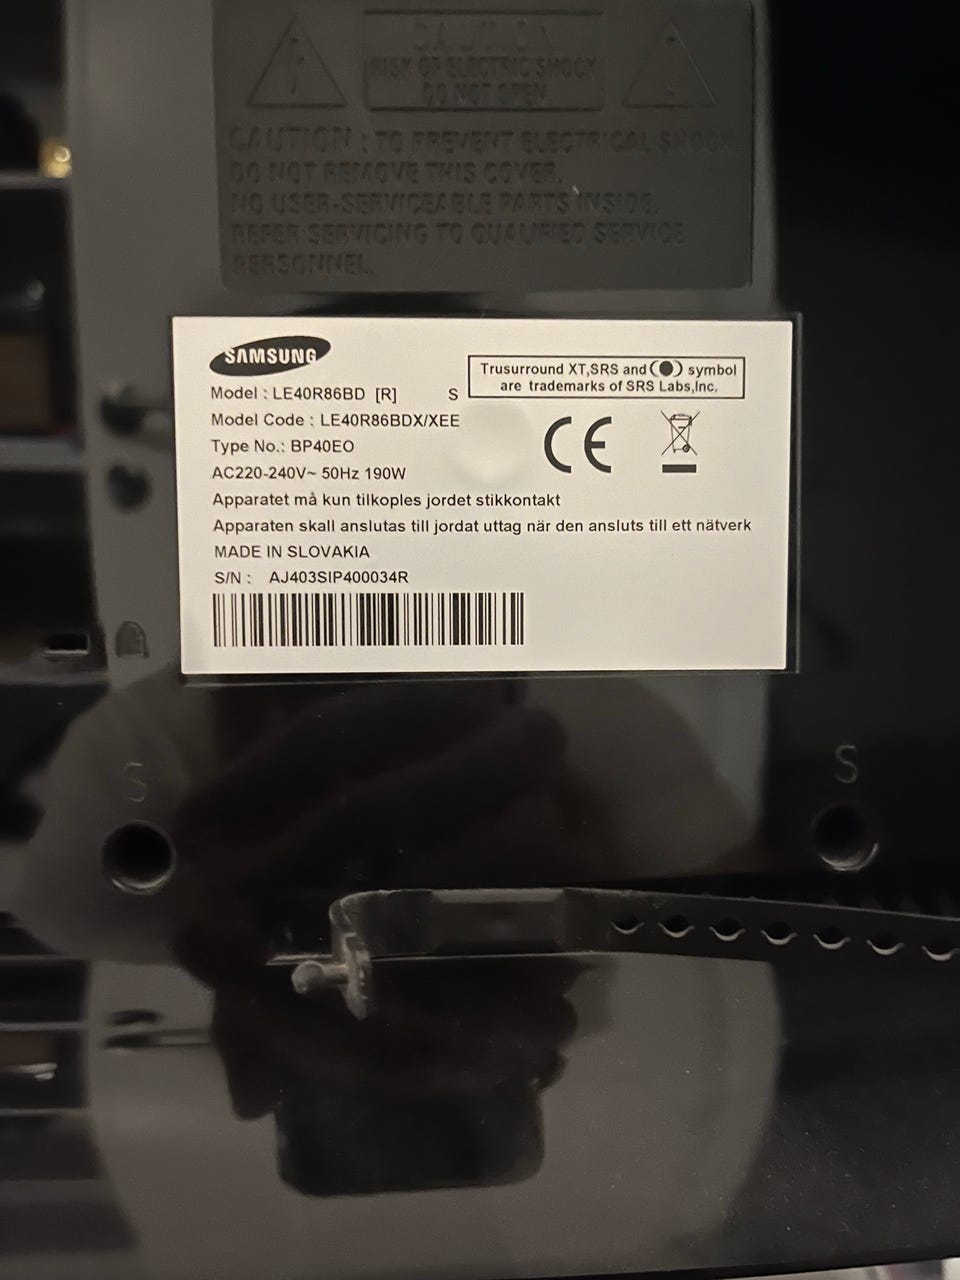 CAUTION
RISK OF ELECTRIC SHOCK
DO NOT OPEN
CAUTION : TO PREVENT ELECTRICAL SHOCK
DO NOT REMOVE THIS COVER.
NO USER-SERVICEABLE PARTS INSIDE.
REFER SERVICING TO QUALIFIED SERVICE
PERSONNEL.
SAMSUNG
Trusurround XT,SRS and (●) symbol
are trademarks of SRS Labs,Inc.
Model : LE40R86BD [R] S
Model Code : LE40R86BDX/XEE
Type No.: BP40EO
AC220-240V~ 50Hz 190W
CE
Apparatet må kun tilkoples jordet stikkontakt
Apparaten skall anslutas till jordat uttag när den ansluts till ett nätverk
MADE IN SLOVAKIA
S/N : AJ403SIP400034R
S
S